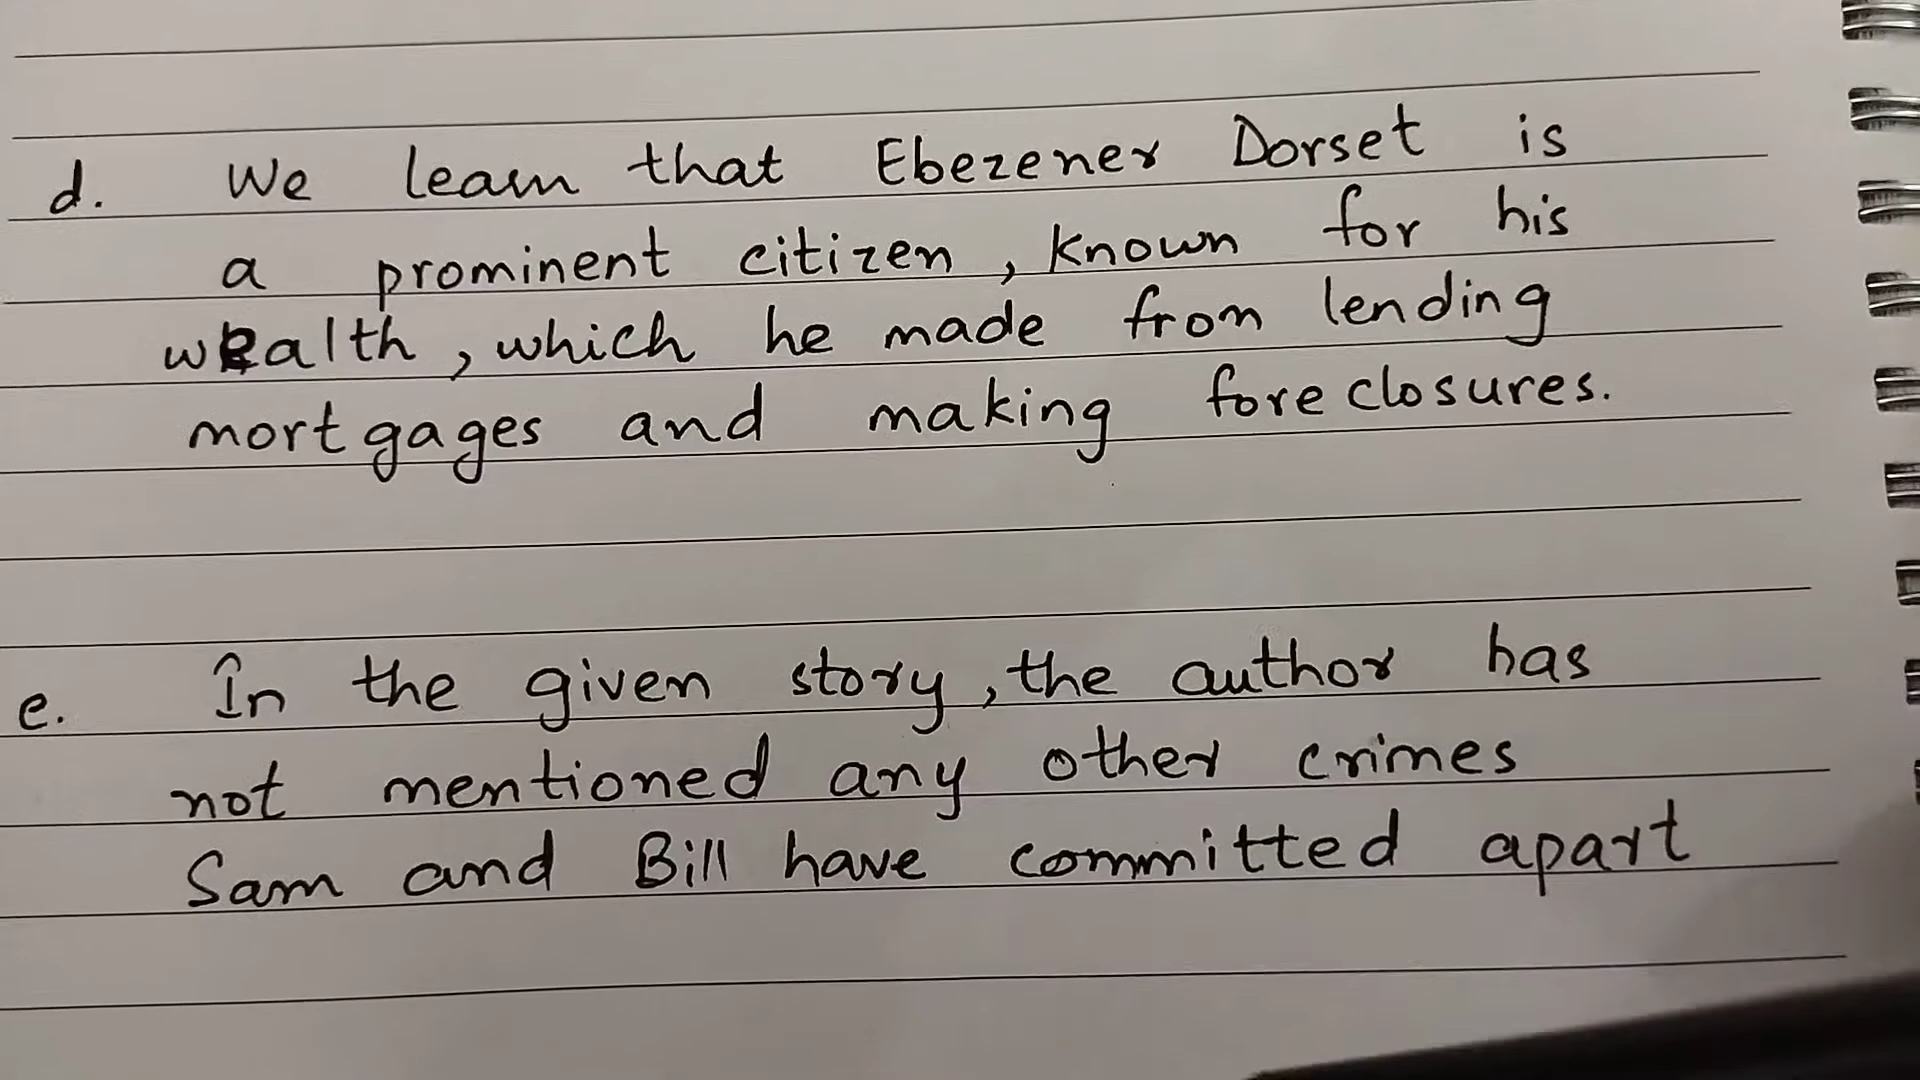 d. We learn that Ebezener Dorset is
a prominent citizen, known for his
wealth, which he made from lending
mortgages and making foreclosures.
e. In the given story, the author has
not mentioned any other crimes
Sam and Bill have committed apart